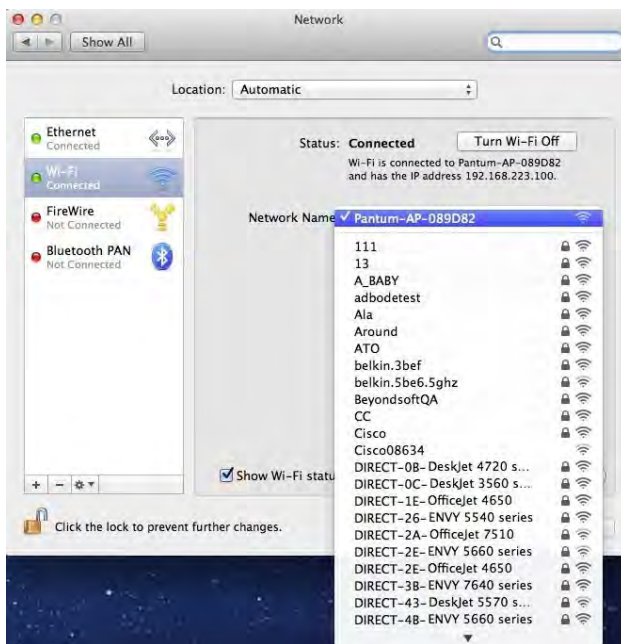 Network
Show All
Location: Automatic
Ethernet
Connected
Wi-Fi
Connected
FireWire
Not Connected
Bluetooth PAN
Not Connected
Status: Connected
Turn Wi-Fi Off
Wi-Fi is connected to Pantum-AP-089D82
and has the IP address 192.168.223.100.
Network Name
✓ Pantum-AP-089D82
111
13
A_BABY
adbodetest
Ala
Around
ATO
belkin.3bef
belkin.5be6.5ghz
BeyondsoftQA
CC
Cisco
Cisco08634
DIRECT-0B-DeskJet 4720 s...
DIRECT-0C-DeskJet 3560 s...
DIRECT-1E-OfficeJet 4650
DIRECT-26-ENVY 5540 series
DIRECT-2A-OfficeJet 7510
DIRECT-2E-ENVY 5660 series
DIRECT-2E-OfficeJet 4650
DIRECT-3B-ENVY 7640 series
DIRECT-43-DeskJet 5570 s...
DIRECT-4B-ENVY 5660 series
Show Wi-Fi statu
+ −
Click the lock to prevent further changes.